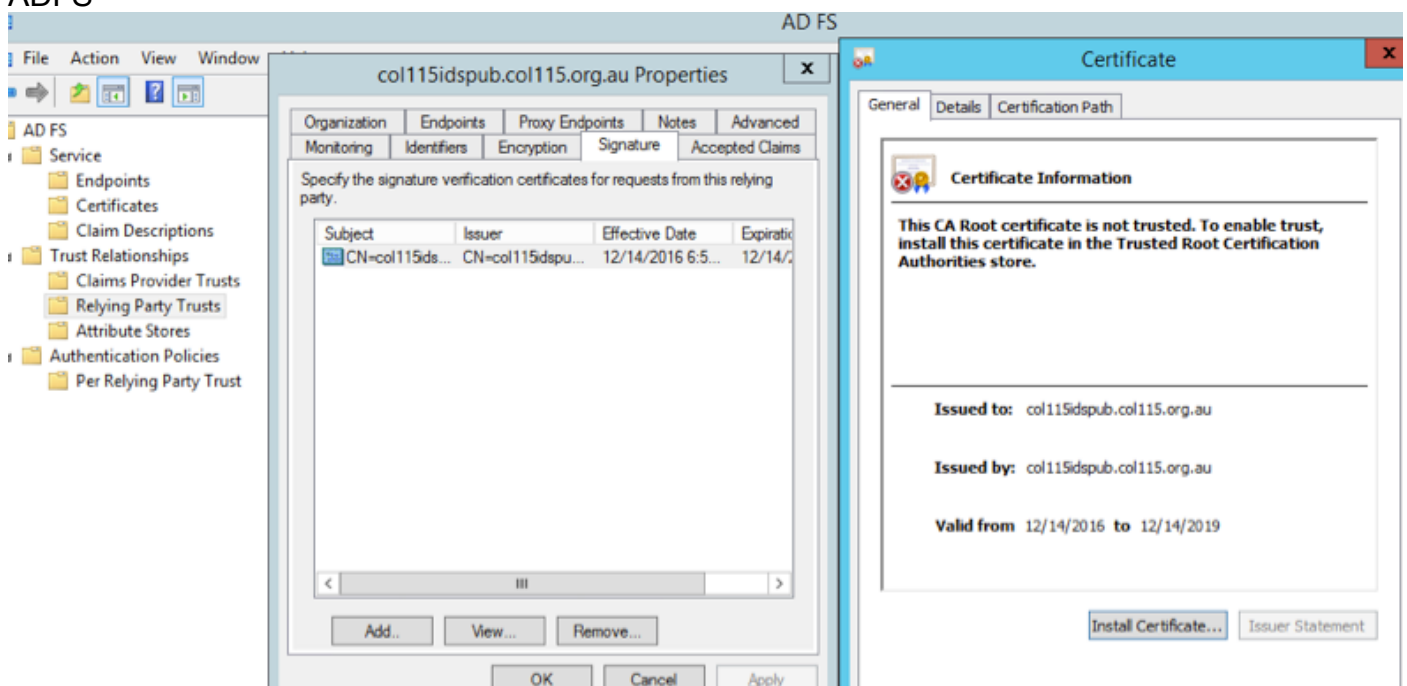 ADFS
AD FS
File Action View Window
AD FS
Service
Endpoints
Certificates
Claim Descriptions
Trust Relationships
Claims Provider Trusts
Relying Party Trusts
Attribute Stores
Authentication Policies
Per Relying Party Trust
col115idspub.col115.org.au Properties
x
Organization Endpoints Proxy Endpoints Notes Advanced
Monitoring Identifiers Encryption Signature Accepted Claims
Specify the signature verification certificates for requests from this relying
party.
Subject Issuer Effective Date Expiratic
CN=col115ids... CN=col115idspu... 12/14/2016 6:5... 12/14/
Add.. View... Remove...
OK Cancel Apply
Certificate
x
General Details Certification Path
Certificate Information
This CA Root certificate is not trusted. To enable trust,
install this certificate in the Trusted Root Certification
Authorities store.
Issued to: col115idspub.col115.org.au
Issued by: col115idspub.col115.org.au
Valid from 12/14/2016 to 12/14/2019
Install Certificate... Issuer Statement